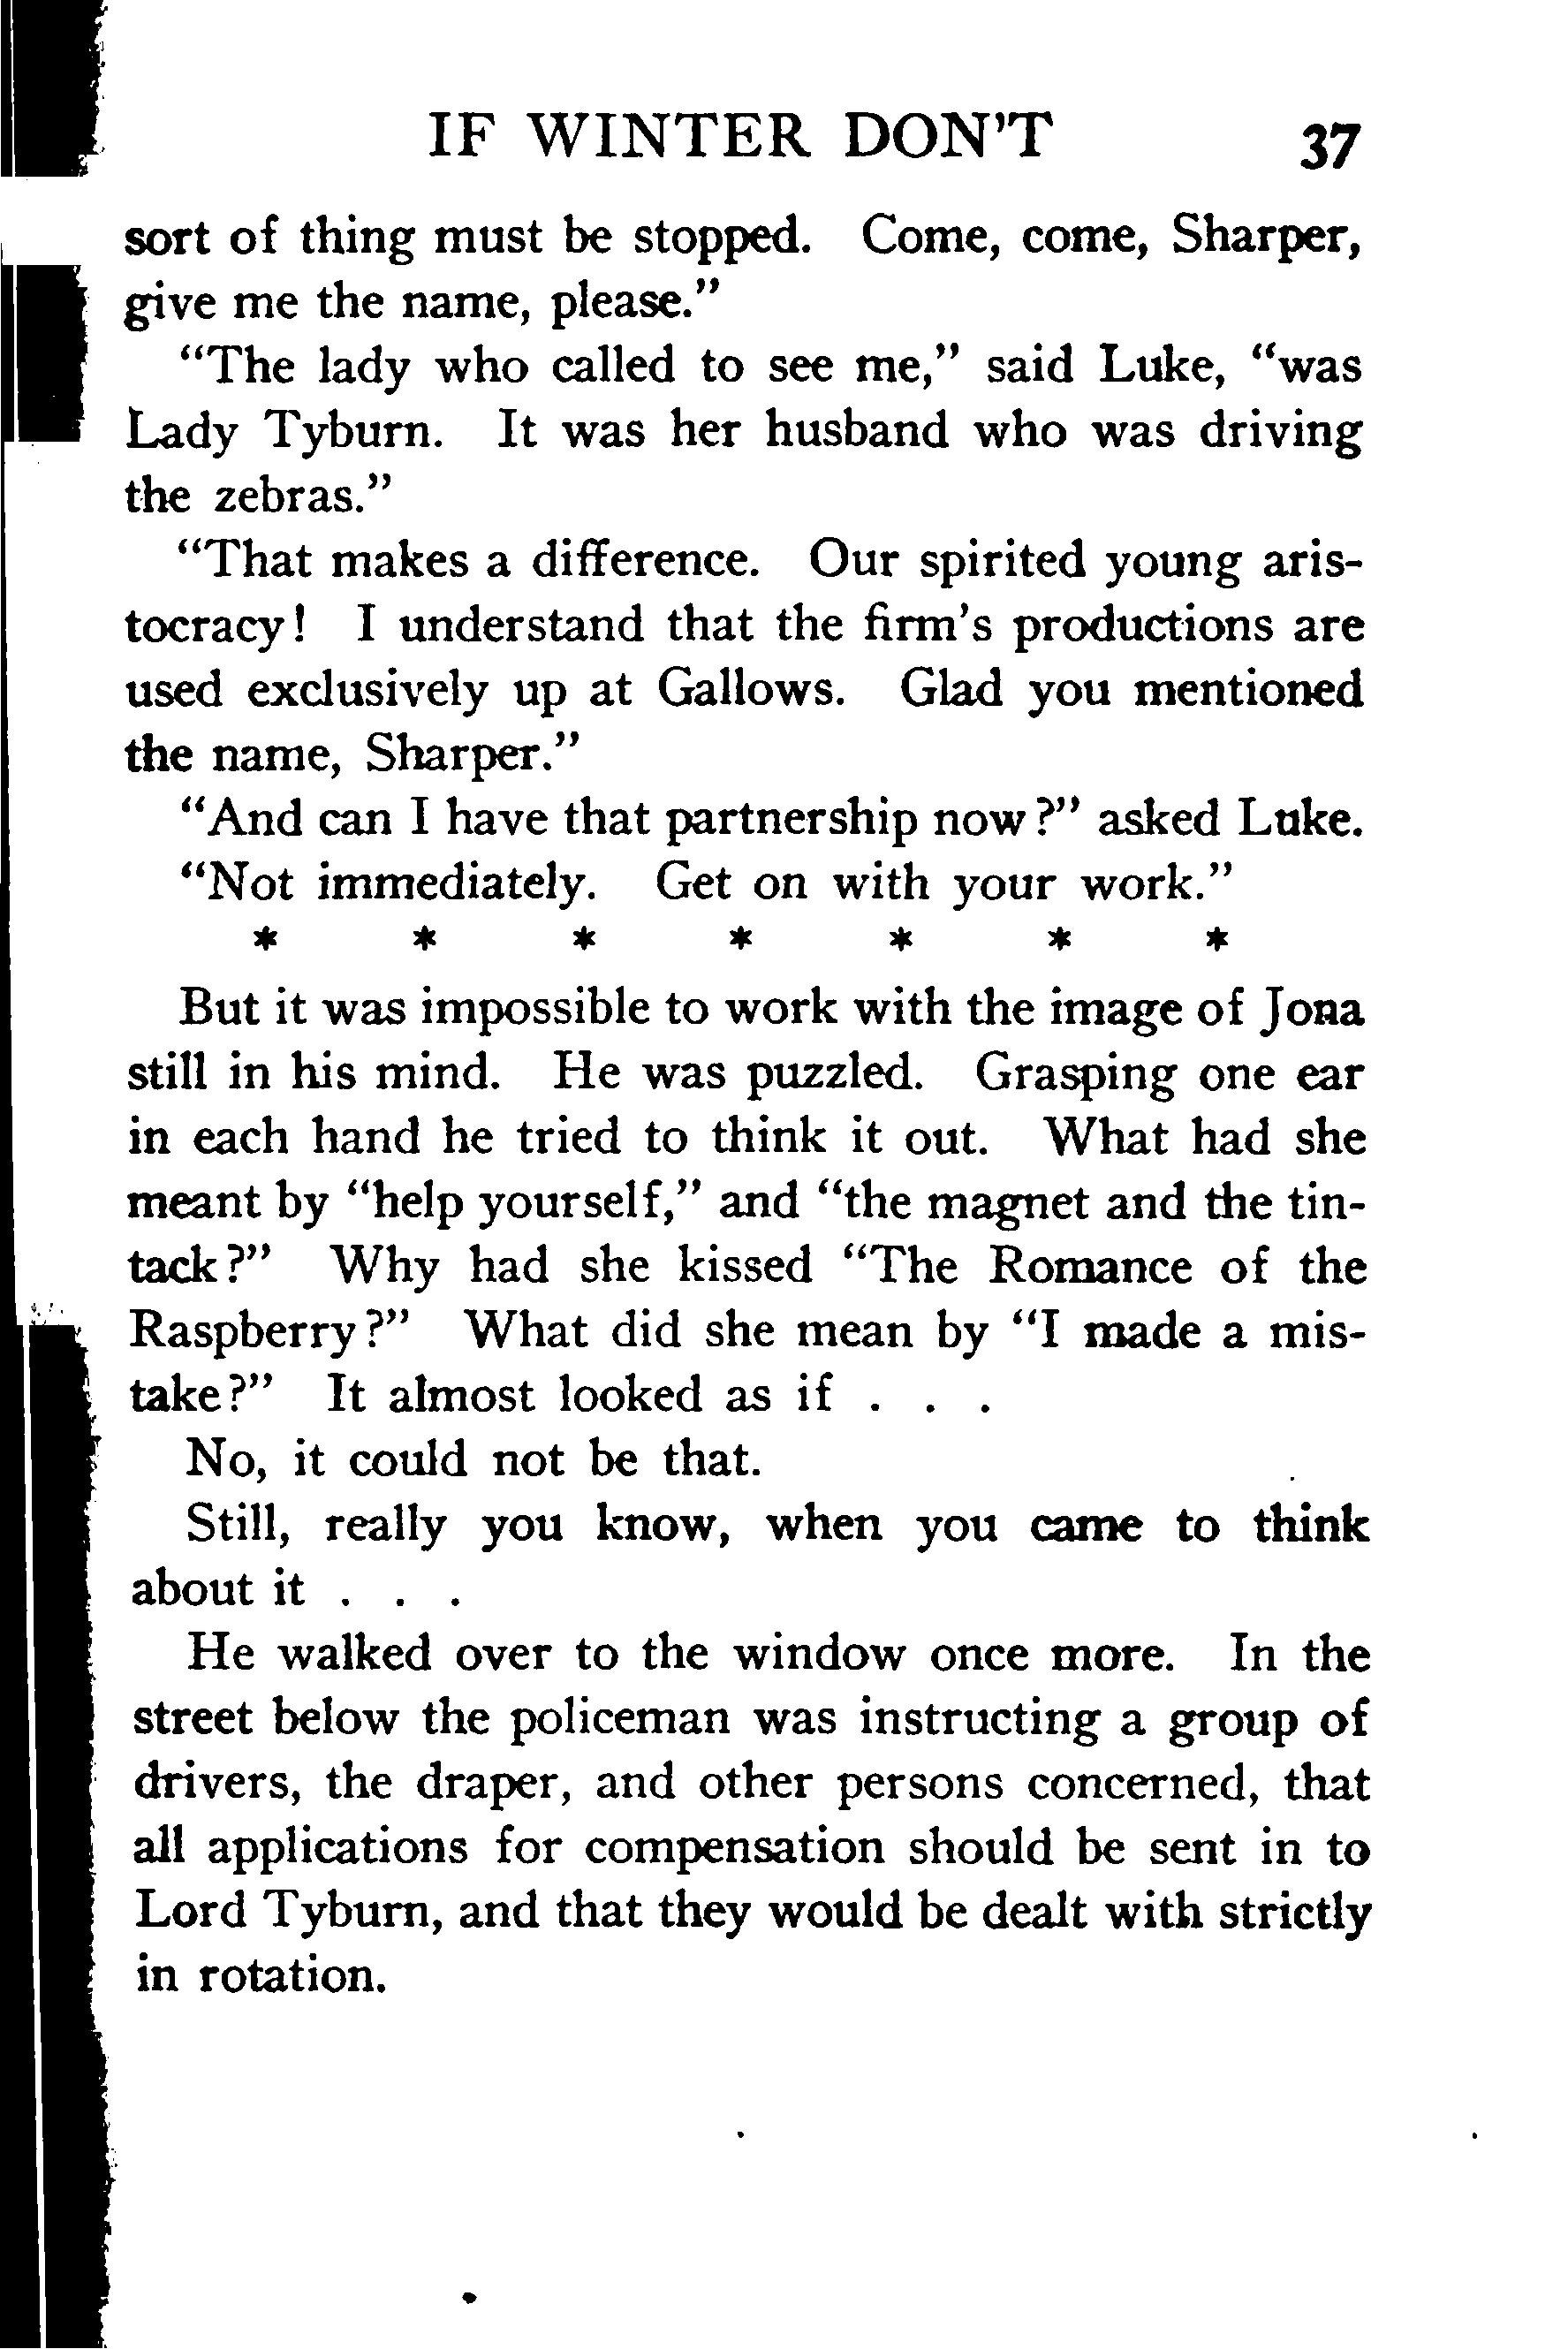 IF WINTER DON'T 37
sort of thing must be stopped. Come, come, Sharper,
give me the name, please."
"The lady who called to see me," said Luke, "was
Lady Tyburn. It was her husband who was driving
the zebras."
"That makes a difference. Our spirited young aris-
tocracy! I understand that the firm's productions are
used exclusively up at Gallows. Glad you mentioned
the name, Sharper."
"And can I have that partnership now?" asked Luke.
"Not immediately. Get on with your work."
* * * * * * *
But it was impossible to work with the image of Jona
still in his mind. He was puzzled. Grasping one ear
in each hand he tried to think it out. What had she
meant by "help yourself," and "the magnet and the tin-
tack?" Why had she kissed "The Romance of the
Raspberry?" What did she mean by "I made a mis-
take?" It almost looked as if . . .
No, it could not be that.
Still, really you know, when you came to think
about it . . .
He walked over to the window once more. In the
street below the policeman was instructing a group of
drivers, the draper, and other persons concerned, that
all applications for compensation should be sent in to
Lord Tyburn, and that they would be dealt with strictly
in rotation.